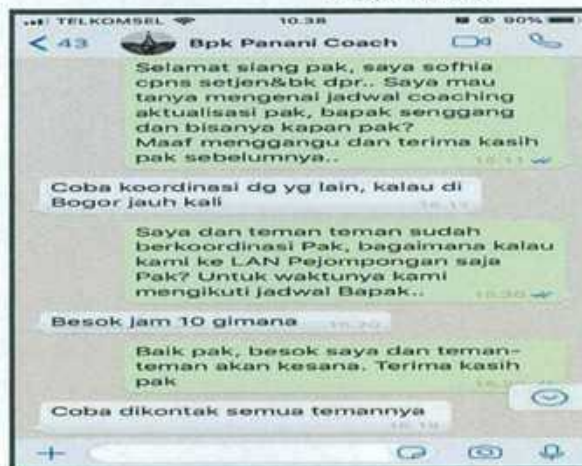 TELKOMSEL 10.38 90%
< 43 Bpk Panani Coach
Selamat siang pak, saya sofhia
cpns setjen&bk dpr.. Saya mau
tanya mengenai jadwal coaching
aktualisasi pak, bapak senggang
dan bisanya kapan pak?
Maaf menggangu dan terima kasih
pak sebelumnya..
Coba koordinasi dg yg lain, kalau di
Bogor jauh kali
Saya dan teman teman sudah
berkoordinasi Pak, bagaimana kalau
kami ke LAN Pejompongan saja
Pak? Untuk waktunya kami
mengikuti jadwal Bapak..
Besok jam 10 gimana
Baik pak, besok saya dan teman-
teman akan kesana. Terima kasih
pak
Coba dikontak semua temannya